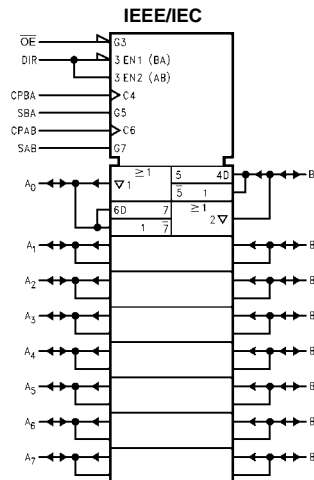 IEEE/IEC
OE G3
DIR 3 EN1 (BA)
3 EN2 (AB)
CPBA C4
SBA G5
CPAB C6
SAB G7
A0 ≥1 ▽1 5 4D B
5 1
6D 7 ≥1 2▽
1 7
A1 B
A2 B
A3 B
A4 B
A5 B
A6 B
A7 B